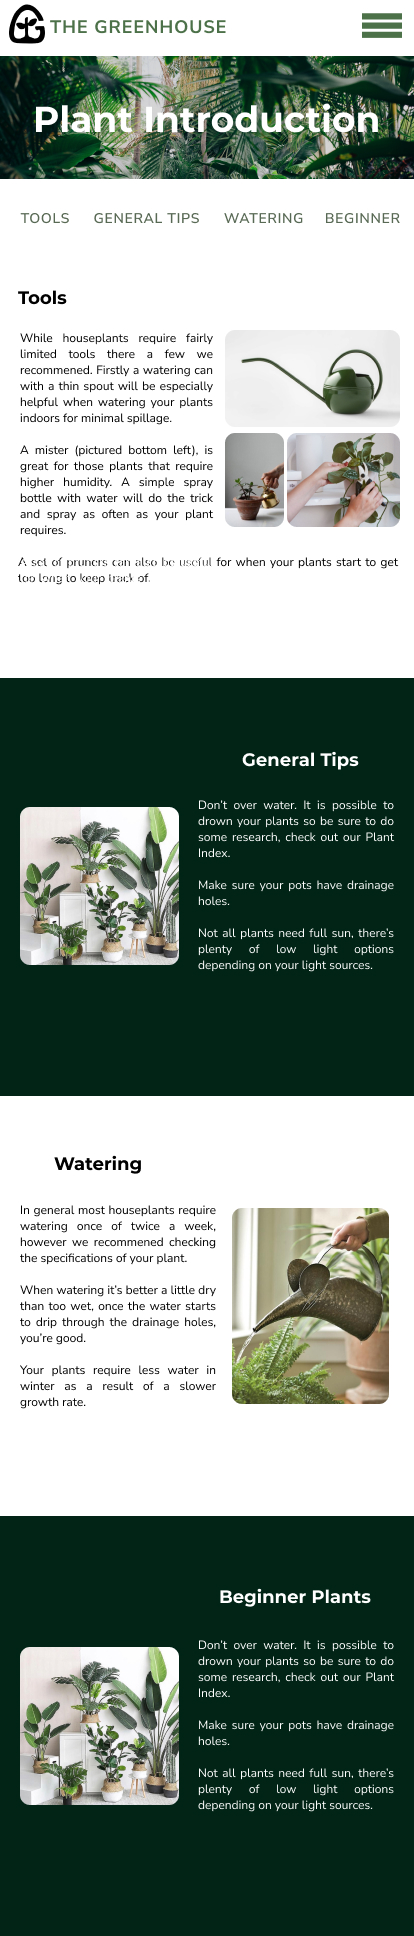 THE GREENHOUSE
Plant Introduction
TOOLS GENERAL TIPS WATERING BEGINNER
Tools
While houseplants require fairly
limited tools there a few we
recommened. Firstly a watering can
with a thin spout will be especially
helpful when watering your plants
indoors for minimal spillage.
A mister (pictured bottom left), is
great for those plants that require
higher humidity. A simple spray
bottle with water will do the trick
and spray as often as your plant
requires.
A set of pruners can also be useful for when your plants start to get
too long to keep track of.
General Tips
Don't over water. It is possible to
drown your plants so be sure to do
some research, check out our Plant
Index.
Make sure your pots have drainage
holes.
Not all plants need full sun, there's
plenty of low light options
depending on your light sources.
Watering
In general most houseplants require
watering once of twice a week,
however we recommened checking
the specifications of your plant.
When watering it's better a little dry
than too wet, once the water starts
to drip through the drainage holes,
you're good.
Your plants require less water in
winter as a result of a slower
growth rate.
Beginner Plants
Don't over water. It is possible to
drown your plants so be sure to do
some research, check out our Plant
Index.
Make sure your pots have drainage
holes.
Not all plants need full sun, there's
plenty of low light options
depending on your light sources.